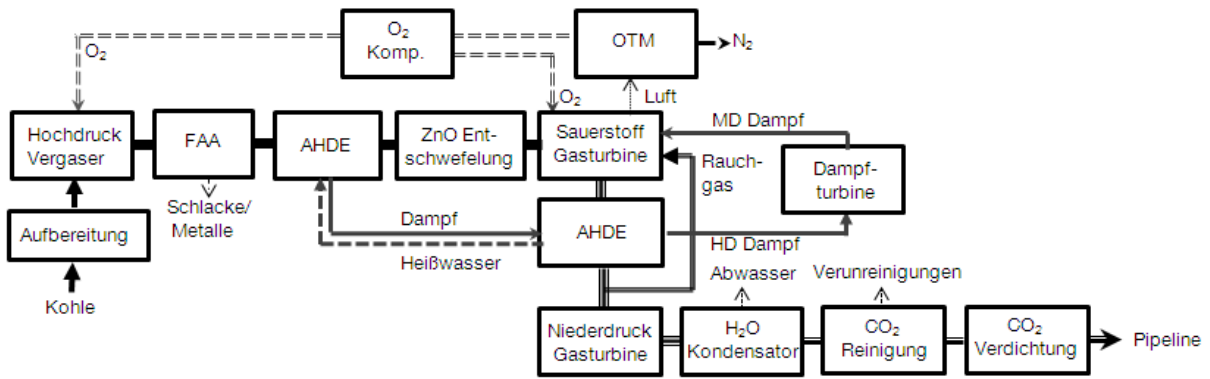 O₂
Komp.
OTM
N₂
O₂
O₂
Luft
Hochdruck
Vergaser
FAA
AHDE
ZnO Ent-
schwefelung
Sauerstoff
Gasturbine
MD Dampf
Rauch-
gas
Dampf-
turbine
Aufbereitung
Schlacke/
Metalle
Dampf
Heißwasser
AHDE
HD Dampf
Kohle
Abwasser
Verunreinigungen
Niederdruck
Gasturbine
H₂O
Kondensator
CO₂
Reinigung
CO₂
Verdichtung
Pipeline